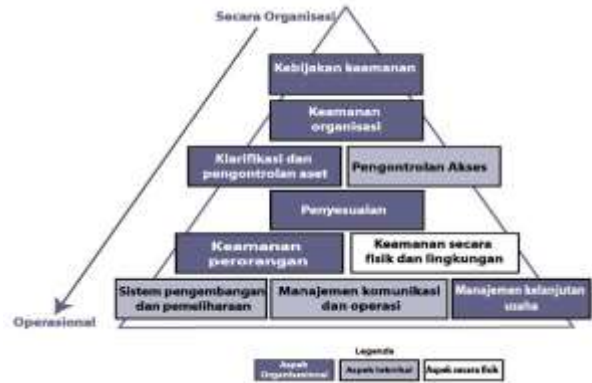 Secara Organisasi
Kebijakan keamanan
Keamanan
organisasi
Klarifikasi dan
pengontrolan aset
Pengontrolan Akses
Penyesuaian
Keamanan
perorangan
Keamanan secara
fisik dan lingkungan
Sistem pengembangan
dan pemeliharaan
Manajemen komunikasi
dan operasi
Manajemen kelanjutan
usaha
Operasional
Legenda
Aspek
Organisasional
Aspek teknikal
Aspek secara fisik